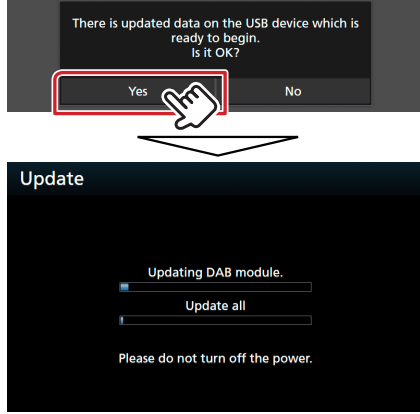 There is updated data on the USB device which is
ready to begin.
Is it OK?
Yes
No
Update
Updating DAB module.
Update all
Please do not turn off the power.